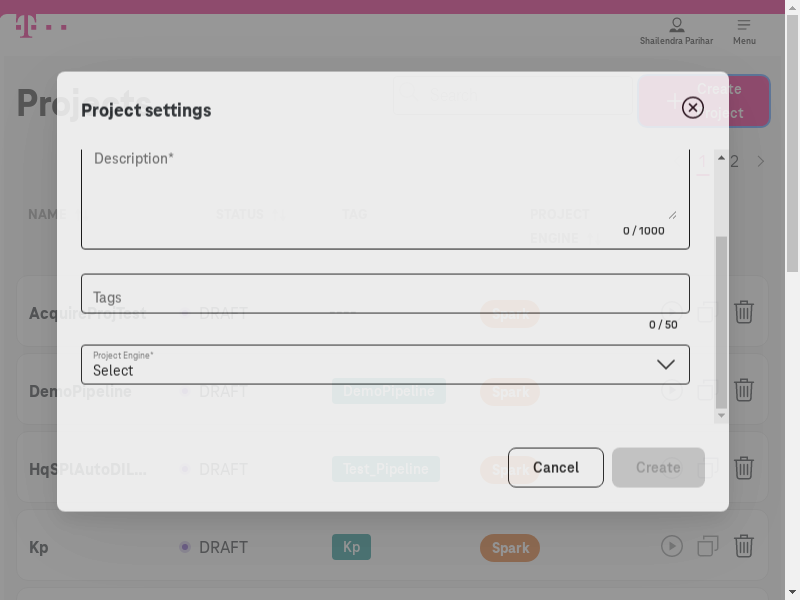 T
Shailendra Parihar
Menu
Projects
Create
Project
Project settings
1
2
Description*
0 / 1000
NAME
STATUS
TAG
PROJECT
ENGINE
Tags
0 / 50
AcquiroProjTest
DRAFT
Spark
Project Engine*
Select
DemoPipeline
DRAFT
DemoPipeline
Spark
HqSPIAutoDIL...
DRAFT
Test_Pipeline
Spark
Cancel
Create
Kp
DRAFT
Kp
Spark